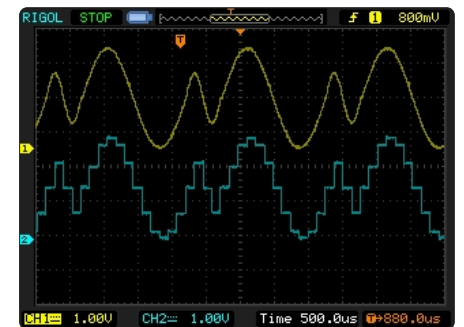 RIGOL STOP T f 1 800mV
T
1
2
CH1 1.00V CH2 1.00V Time 500.0us T→880.0us